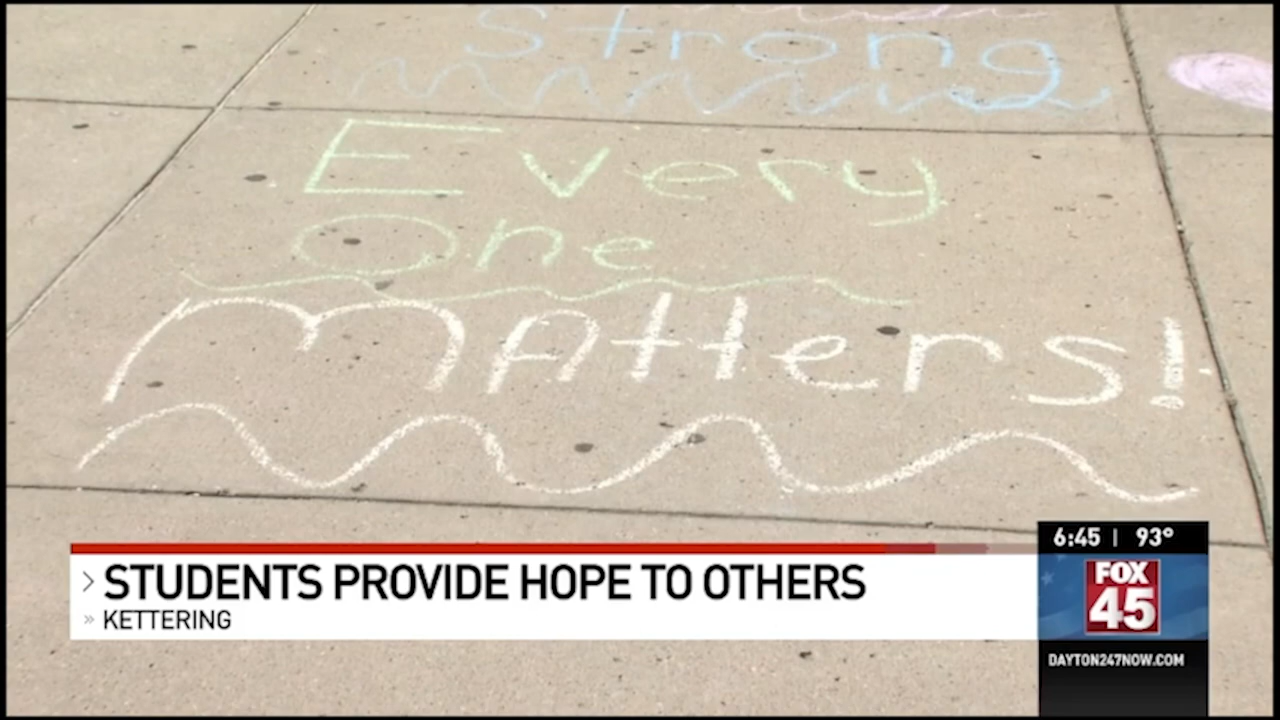 Strong
Every
One
MAtters!
STUDENTS PROVIDE HOPE TO OTHERS
KETTERING
6:45 | 93°
FOX
45
DAYTON247NOW.COM